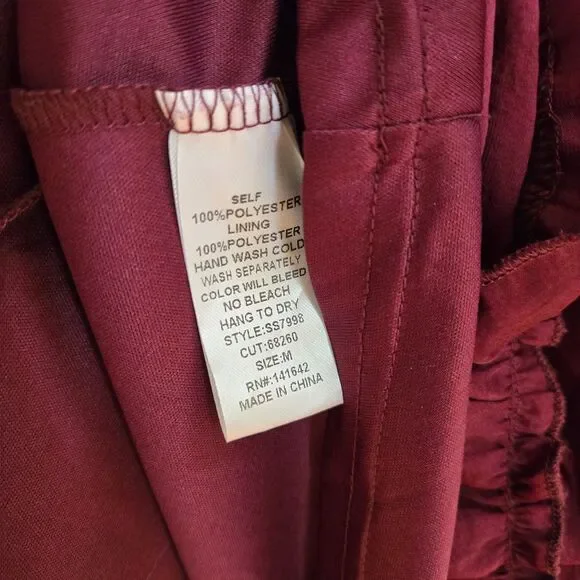 SELF
100%POLYESTER
LINING
100%POLYESTER
HAND WASH COLD
WASH SEPARATELY
COLOR WILL BLEED
NO BLEACH
HANG TO DRY
STYLE:SS7998
CUT:68260
SIZE:M
RN#:141642
MADE IN CHINA